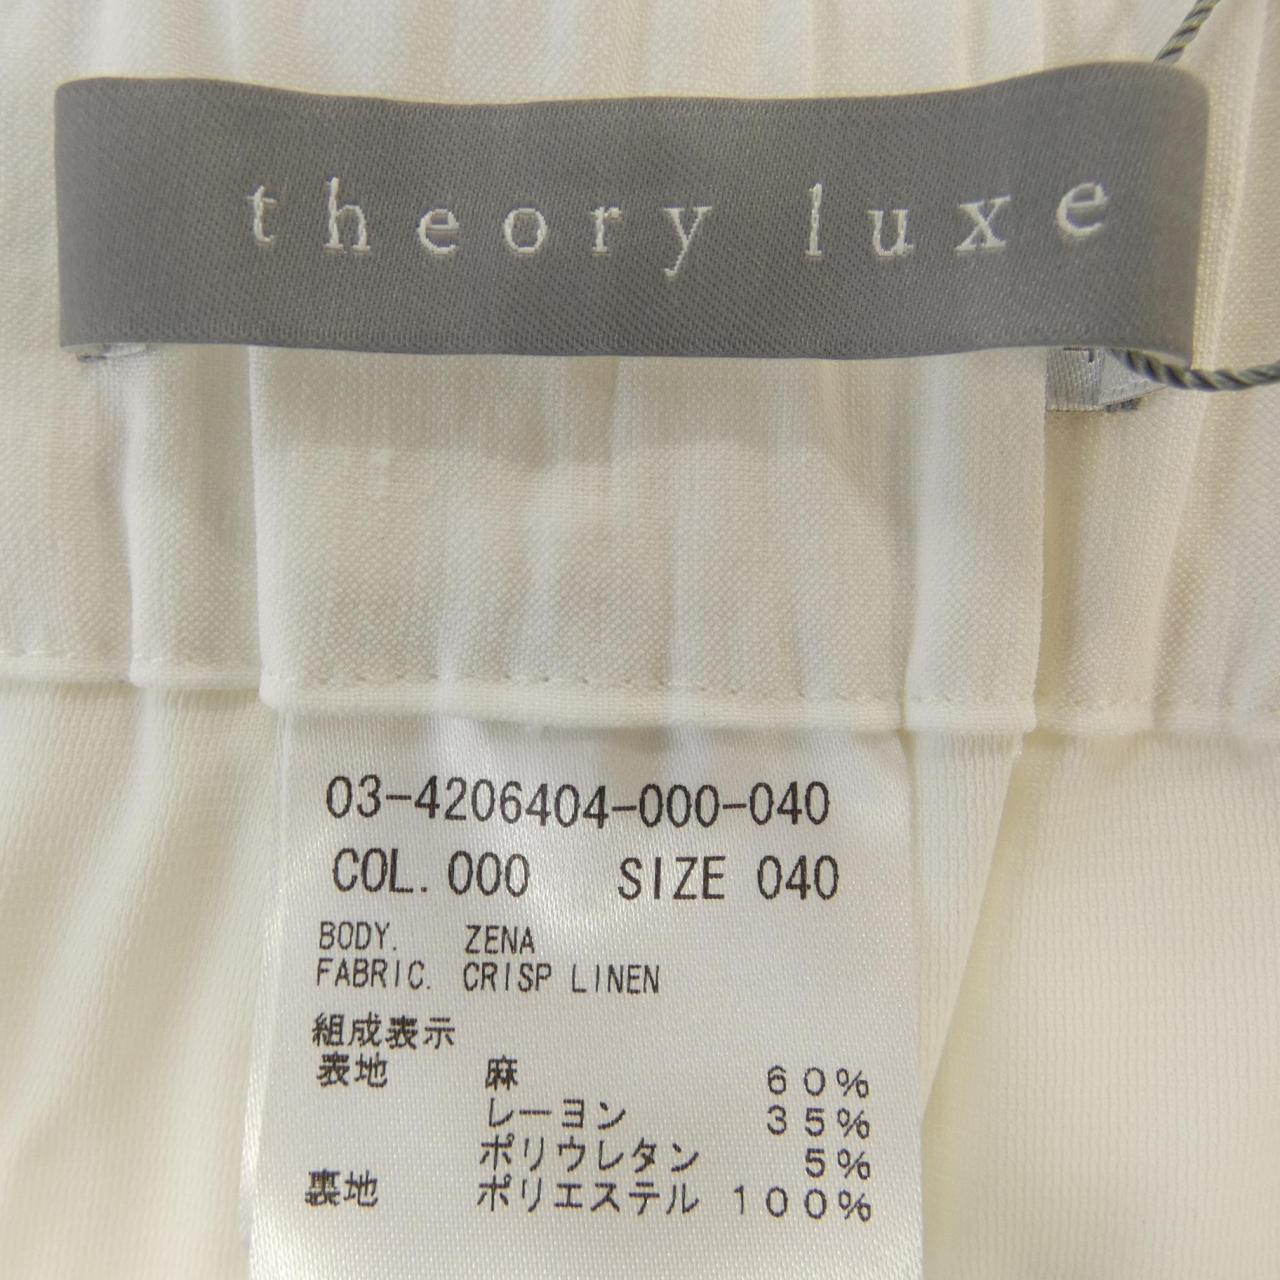 theory luxe
03-4206404-000-040
COL. 000 SIZE 040
BODY. ZENA
FABRIC. CRISP LINEN
組成表示
表地 麻 60%
レーヨン 35%
ポリウレタン 5%
裏地 ポリエステル 100%